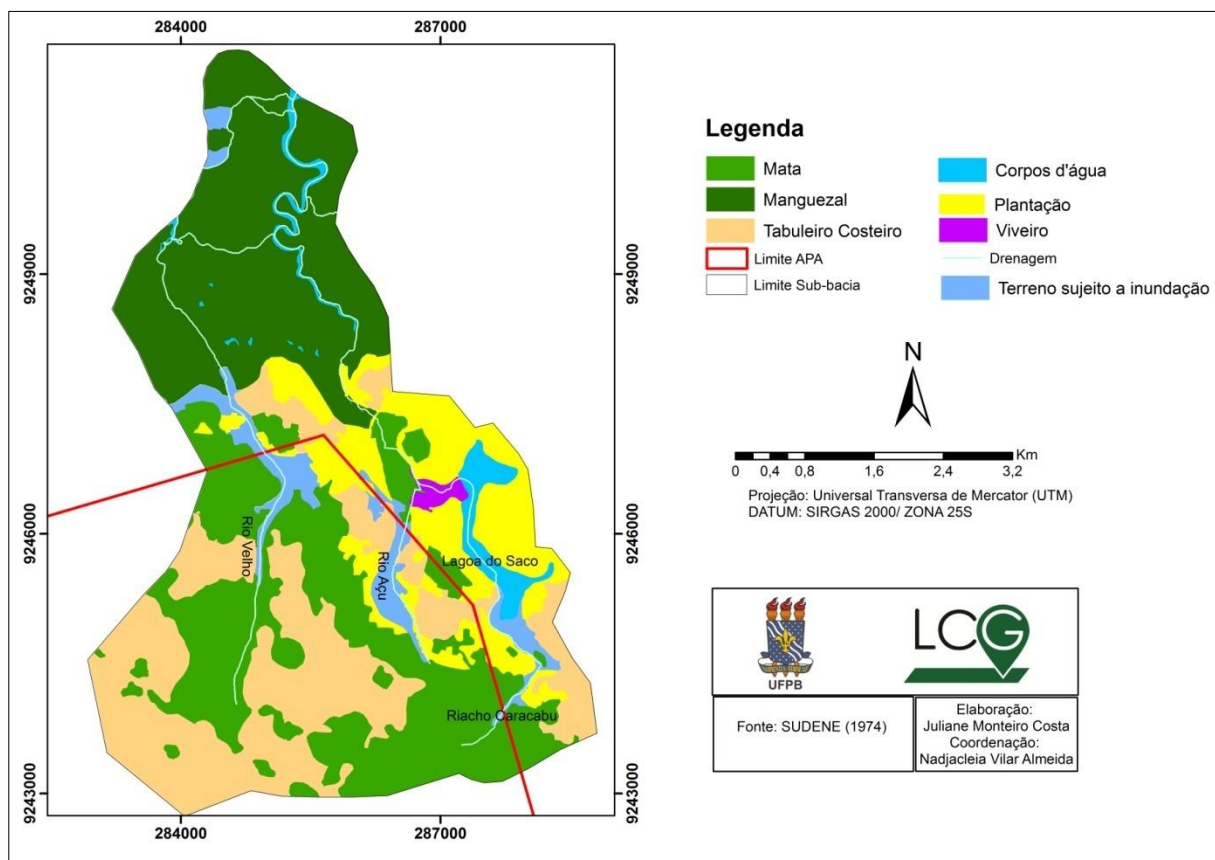 284000
287000
9249000
9249000
9246000
9246000
9243000
9243000
284000
287000
Rio Velho
Rio Açu
Lagoa do Saco
Riacho Caracabu
Legenda
Mata
Manguezal
Tabuleiro Costeiro
Limite APA
Limite Sub-bacia
Corpos d'água
Plantação
Viveiro
Drenagem
Terreno sujeito a inundação
N
Km
0 0,4 0,8 1,6 2,4 3,2
Projeção: Universal Transversa de Mercator (UTM)
DATUM: SIRGAS 2000/ ZONA 25S
UFPB
LCG
Fonte: SUDENE (1974)
Elaboração:
Juliane Monteiro Costa
Coordenação:
Nadjacleia Vilar Almeida